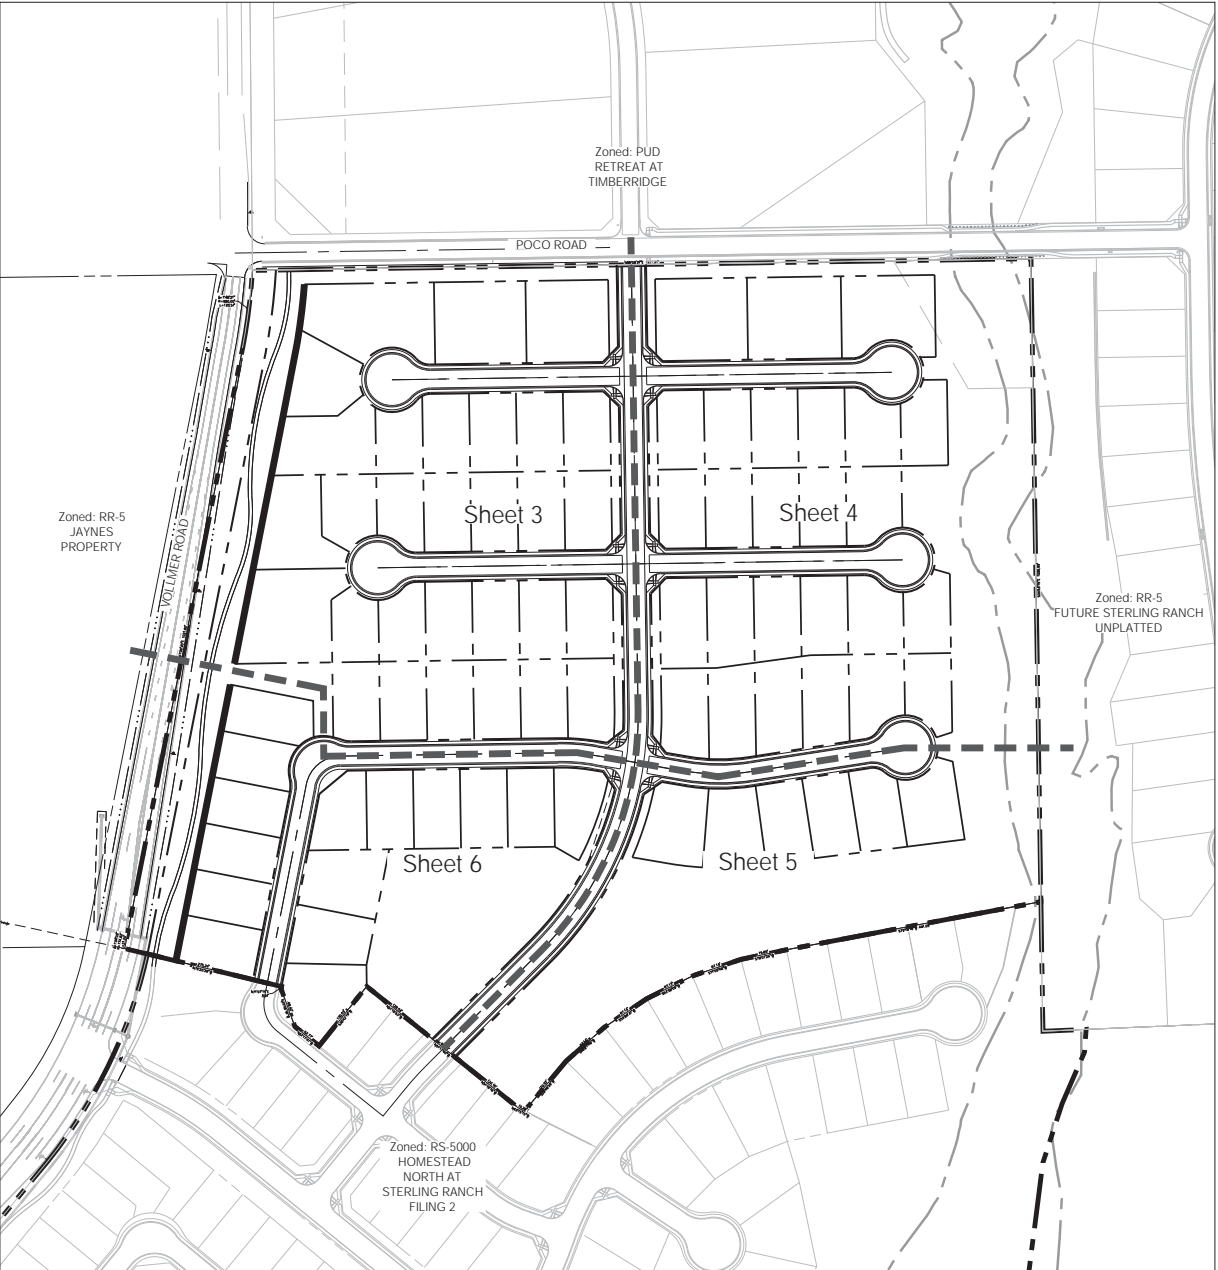 Zoned: PUD
RETREAT AT
TIMBERRIDGE
POCO ROAD
Zoned: RR-5
JAYNES
PROPERTY
VOLLMER ROAD
Sheet 3
Sheet 4
Zoned: RR-5
FUTURE STERLING RANCH
UNPLATTED
Sheet 6
Sheet 5
Zoned: RS-5000
HOMESTEAD
NORTH AT
STERLING RANCH
FILING 2